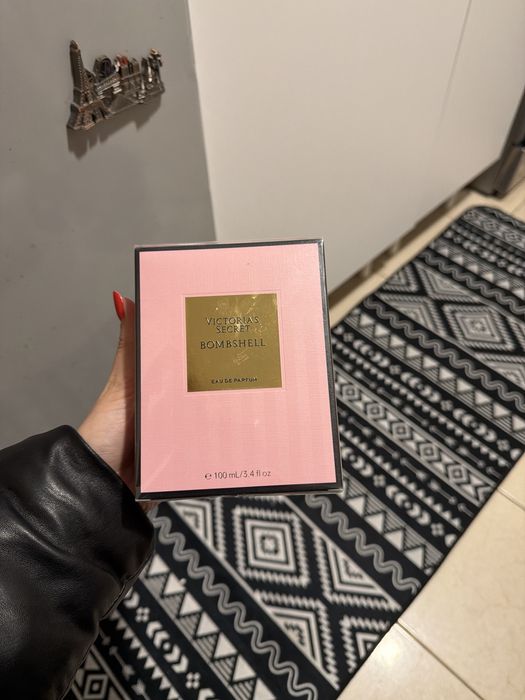 VICTORIA'S
SECRET
BOMBSHELL
EAU DE PARFUM
℮ 100 mL/3.4 fl oz